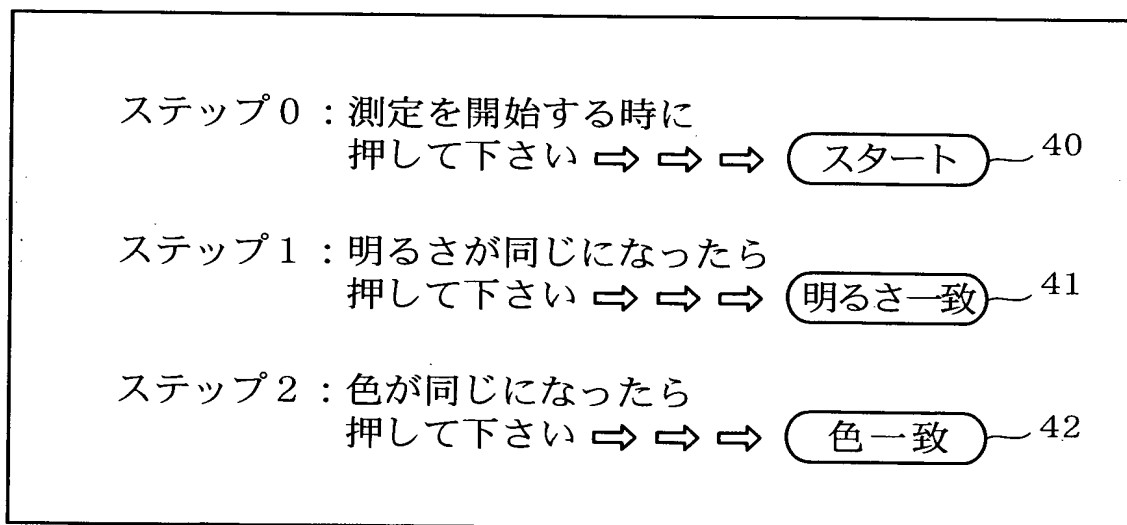 ステップ０：測定を開始する時に
押して下さい ⇨ ⇨ ⇨ スタート 40
ステップ１：明るさが同じになったら
押して下さい ⇨ ⇨ ⇨ 明るさ一致 41
ステップ２：色が同じになったら
押して下さい ⇨ ⇨ ⇨ 色一致 42